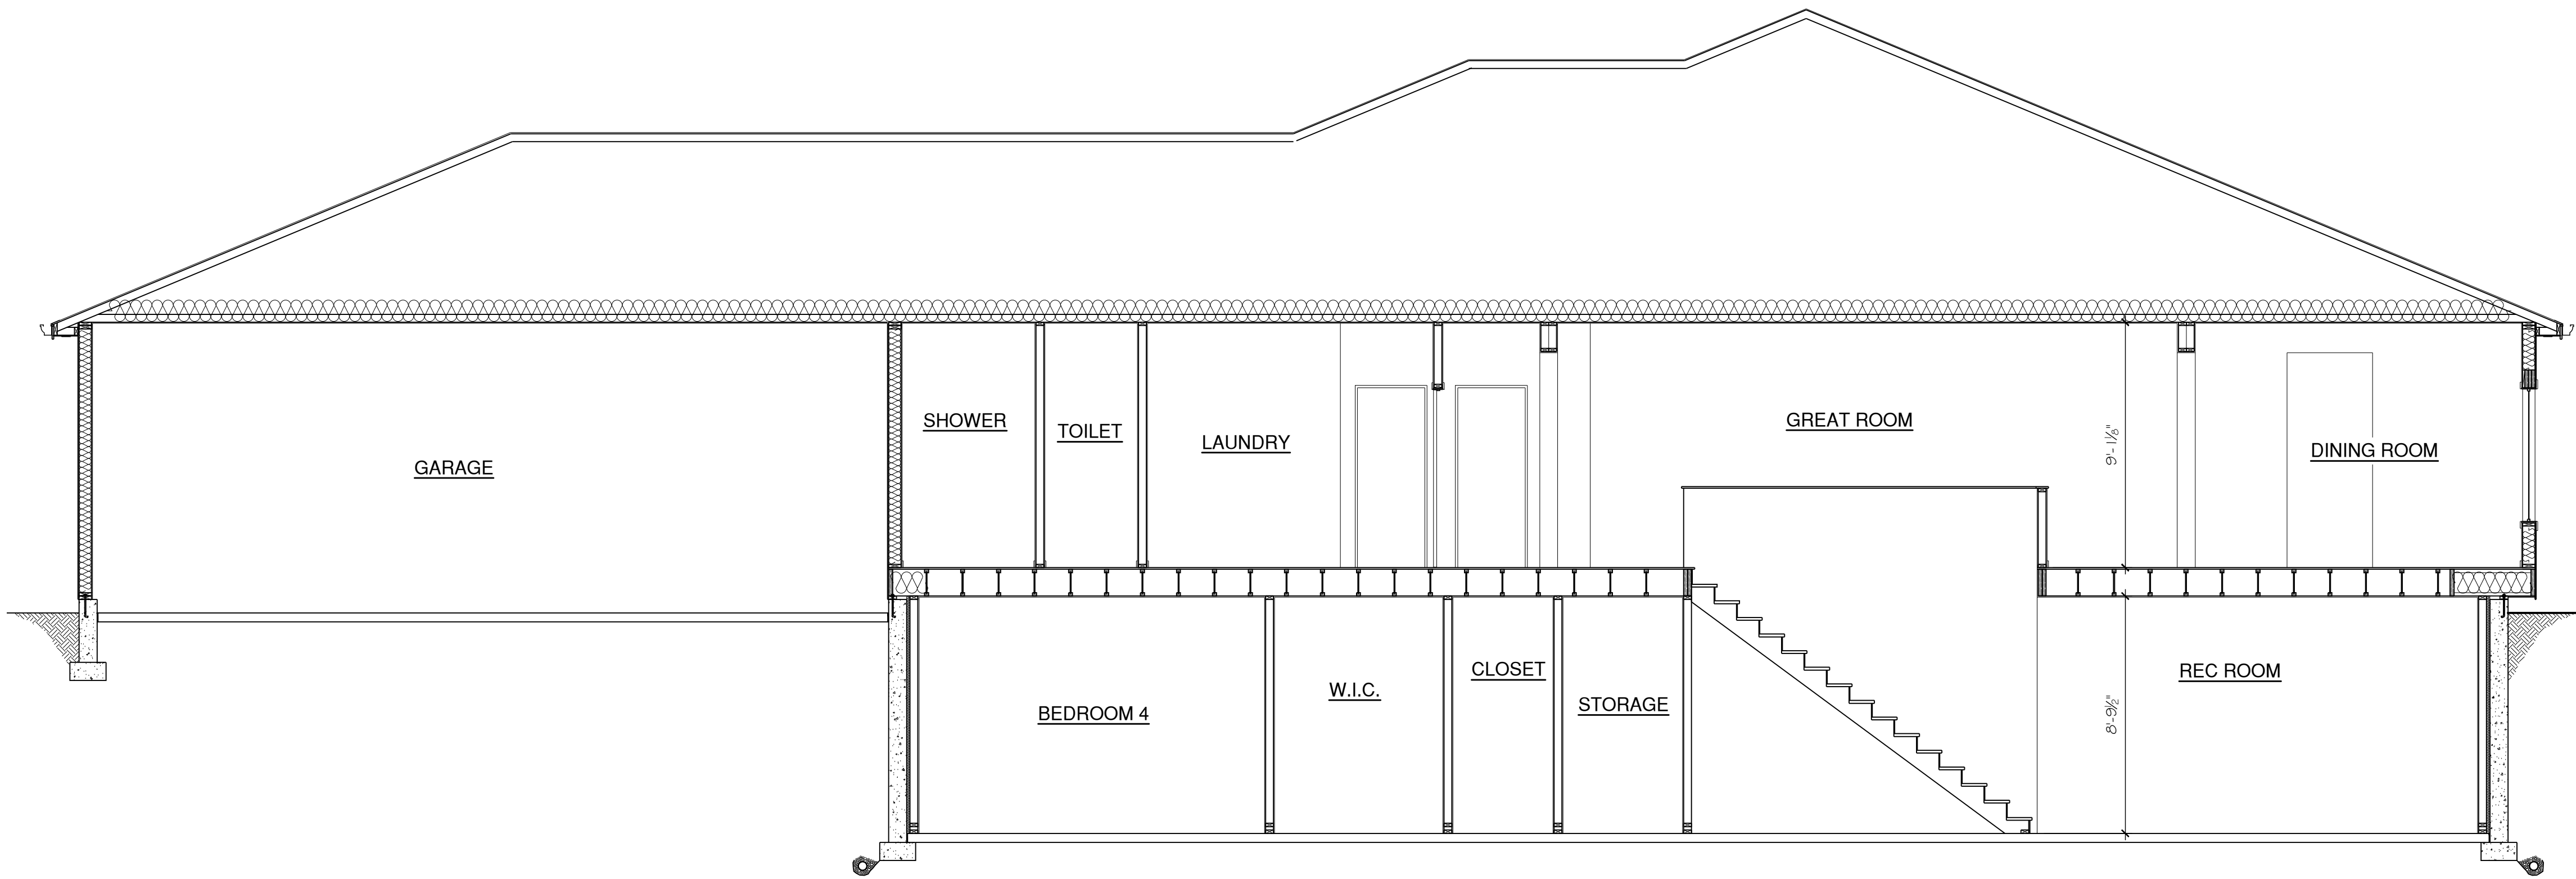 SHOWER
TOILET
LAUNDRY
GREAT ROOM
9'-1⅛"
DINING ROOM
GARAGE
BEDROOM 4
W.I.C.
CLOSET
STORAGE
8'-9½"
REC ROOM